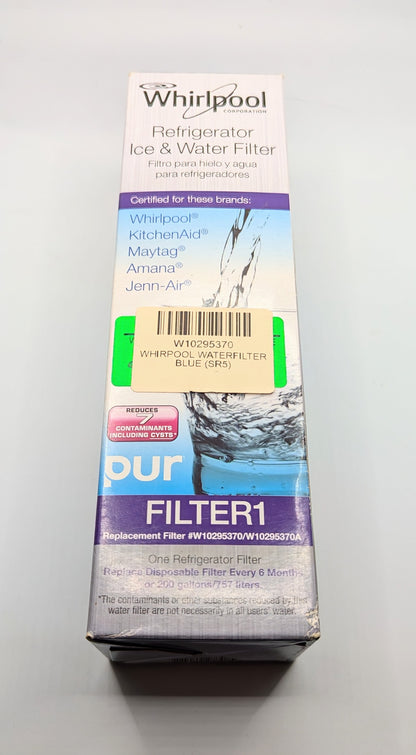 Whirlpool
CORPORATION
Refrigerator
Ice & Water Filter
Filtro para hielo y agua
para refrigeradores
Certified for these brands:
Whirlpool®
KitchenAid®
Maytag®
Amana®
Jenn-Air®
W10295370
WHIRPOOL WATERFILTER
BLUE (SR5)
REDUCES
7
CONTAMINANTS
INCLUDING CYSTS*
pur
FILTER1
Replacement Filter #W10295370/W10295370A
One Refrigerator Filter
Replace Disposable Filter Every 6 Months
or 200 gallons/757 liters.
*The contaminants or other substances reduced by this
water filter are not necessarily in all users' water.